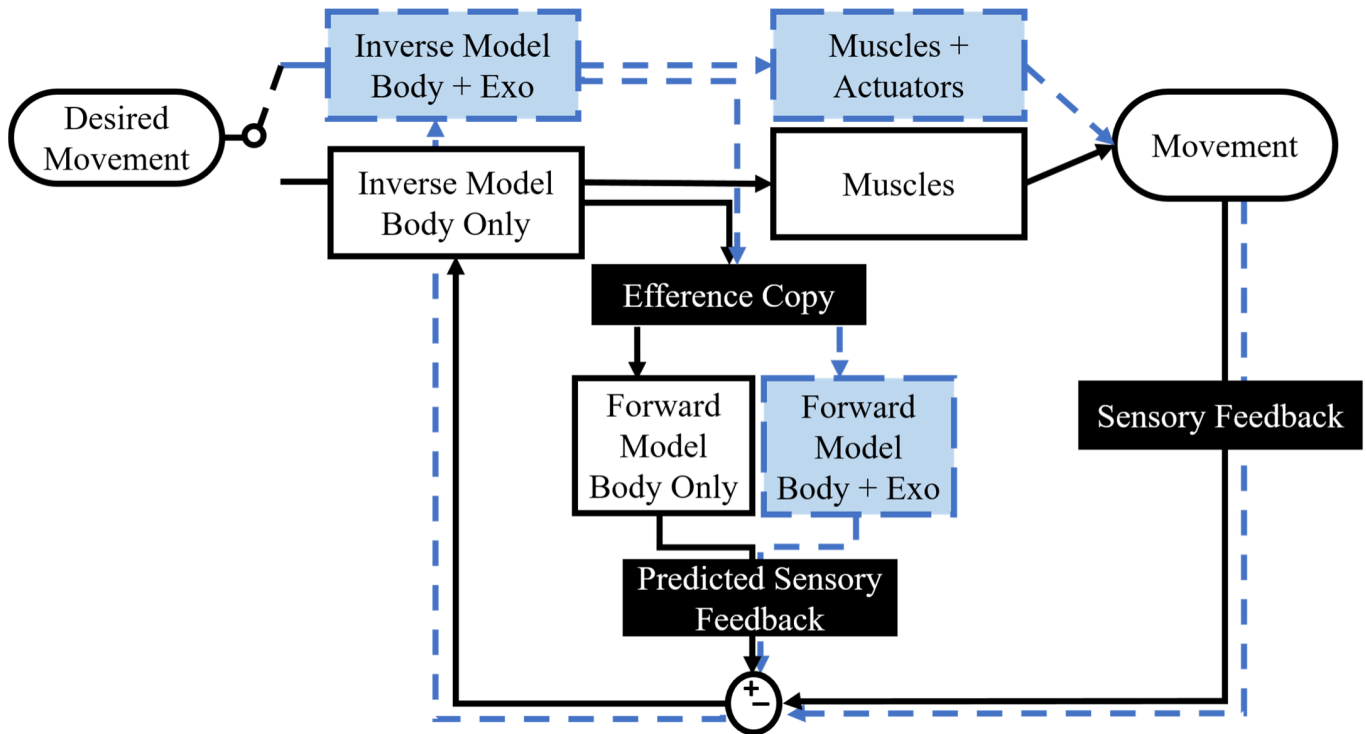 Inverse Model
Body + Exo
Muscles +
Actuators
Desired
Movement
Movement
Inverse Model
Body Only
Muscles
Efference Copy
Forward
Model
Body Only
Forward
Model
Body + Exo
Sensory Feedback
Predicted Sensory
Feedback
+
−